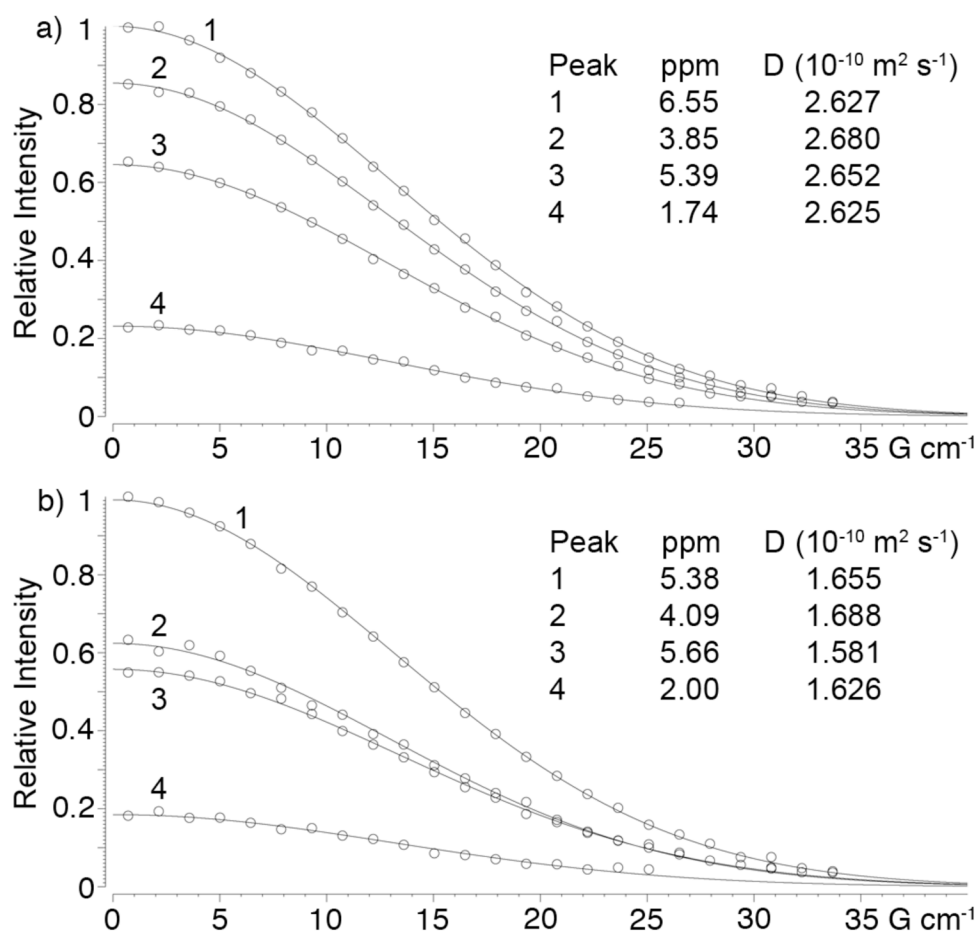 a)
Relative Intensity
1
0.8
0.6
0.4
0.2
0
1
2
3
4
Peak ppm D (10⁻¹⁰ m² s⁻¹)
1 6.55 2.627
2 3.85 2.680
3 5.39 2.652
4 1.74 2.625
0 5 10 15 20 25 30 35 G cm⁻¹
b)
Relative Intensity
1
0.8
0.6
0.4
0.2
0
1
2
3
4
Peak ppm D (10⁻¹⁰ m² s⁻¹)
1 5.38 1.655
2 4.09 1.688
3 5.66 1.581
4 2.00 1.626
0 5 10 15 20 25 30 35 G cm⁻¹